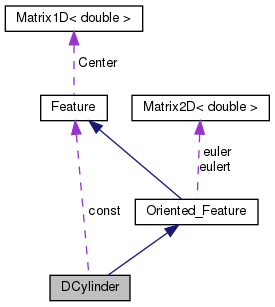 Matrix1D< double >
Center
Feature
Matrix2D< double >
euler
eulert
const
Oriented_Feature
DCylinder